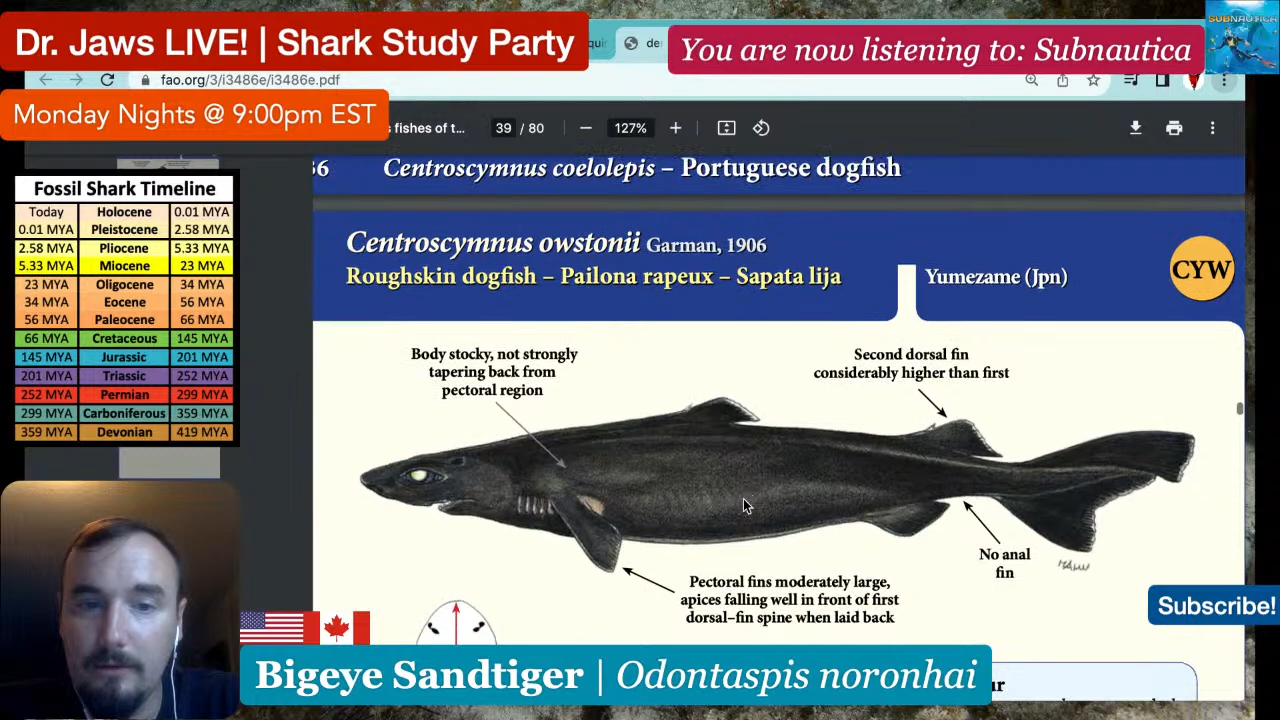 Dr. Jaws LIVE! | Shark Study Party
You are now listening to: Subnautica
SUBNAUTICA
fao.org/3/i3486e/i3486e.pdf
Monday Nights @ 9:00pm EST
s fishes of t...
39 / 80
127%
Centroscymnus coelolepis – Portuguese dogfish
Fossil Shark Timeline
Today Holocene 0.01 MYA
0.01 MYA Pleistocene 2.58 MYA
2.58 MYA Pliocene 5.33 MYA
5.33 MYA Miocene 23 MYA
23 MYA Oligocene 34 MYA
34 MYA Eocene 56 MYA
56 MYA Paleocene 66 MYA
66 MYA Cretaceous 145 MYA
145 MYA Jurassic 201 MYA
201 MYA Triassic 252 MYA
252 MYA Permian 299 MYA
299 MYA Carboniferous 359 MYA
359 MYA Devonian 419 MYA
Centroscymnus owstonii Garman, 1906
Roughskin dogfish – Pailona rapeux – Sapata lija
Yumezame (Jpn)
CYW
Body stocky, not strongly
tapering back from
pectoral region
Second dorsal fin
considerably higher than first
No anal
fin
Pectoral fins moderately large,
apices falling well in front of first
dorsal–fin spine when laid back
Subscribe!
Bigeye Sandtiger | Odontaspis noronhai